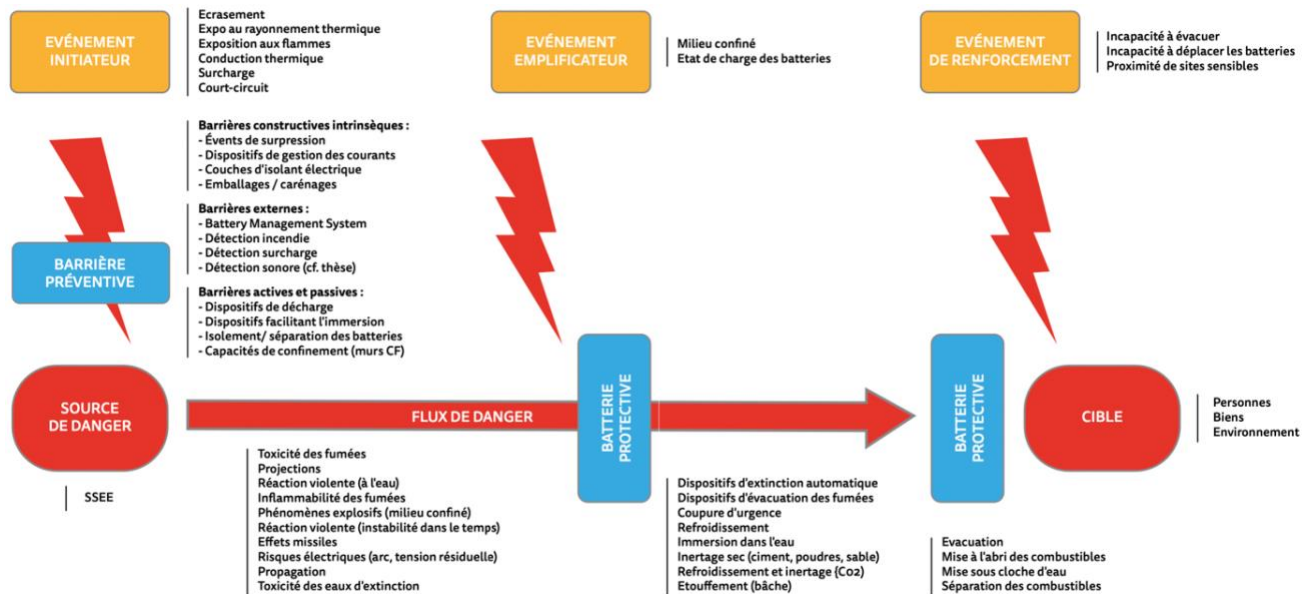 EVÉNEMENT
INITIATEUR
Ecrasement
Expo au rayonnement thermique
Exposition aux flammes
Conduction thermique
Surcharge
Court-circuit
EVÉNEMENT
EMPLIFICATEUR
Milieu confiné
Etat de charge des batteries
EVÉNEMENT
DE RENFORCEMENT
Incapacité à évacuer
Incapacité à déplacer les batteries
Proximité de sites sensibles
Barrières constructives intrinsèques :
- Évents de surpression
- Dispositifs de gestion des courants
- Couches d'isolant électrique
- Emballages / carénages
Barrières externes :
- Battery Management System
- Détection incendie
- Détection surcharge
- Détection sonore (cf. thèse)
BARRIÈRE
PRÉVENTIVE
Barrières actives et passives :
- Dispositifs de décharge
- Dispositifs facilitant l'immersion
- Isolement/ séparation des batteries
- Capacités de confinement (murs CF)
SOURCE
DE DANGER
FLUX DE DANGER
BATTERIE
PROTECTIVE
BATTERIE
PROTECTIVE
CIBLE
Personnes
Biens
Environnement
SSEE
Toxicité des fumées
Projections
Réaction violente (à l'eau)
Inflammabilité des fumées
Phénomènes explosifs (milieu confiné)
Réaction violente (instabilité dans le temps)
Effets missiles
Risques électriques (arc, tension résiduelle)
Propagation
Toxicité des eaux d'extinction
Dispositifs d'extinction automatique
Dispositifs d'évacuation des fumées
Coupure d'urgence
Refroidissement
Immersion dans l'eau
Inertage sec (ciment, poudres, sable)
Refroidissement et inertage {Co2)
Etouffement (bâche)
Evacuation
Mise à l'abri des combustibles
Mise sous cloche d'eau
Séparation des combustibles